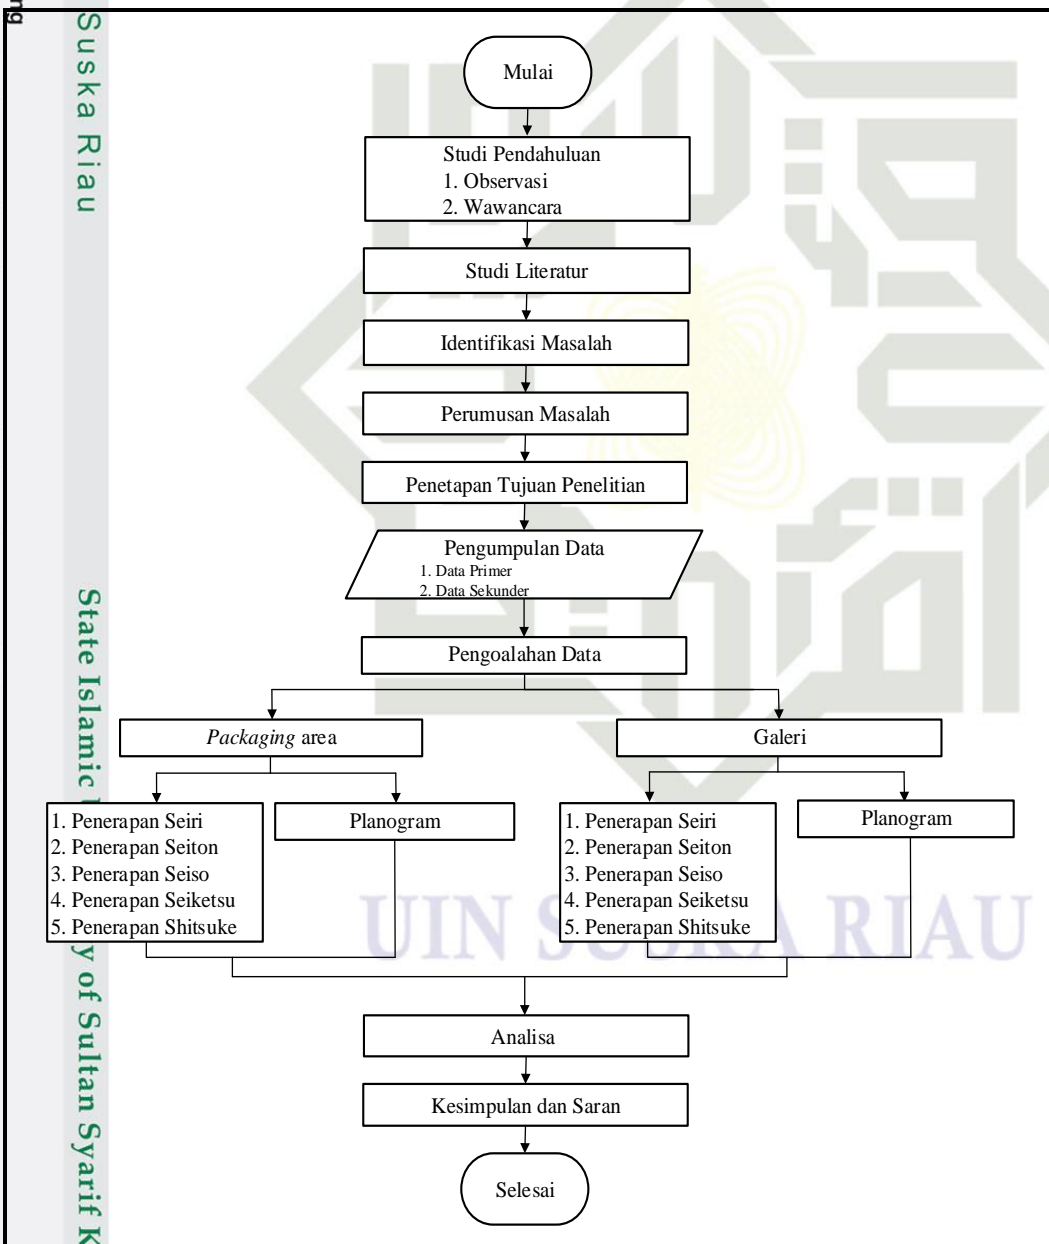 ng
Suska Riau
State Islamic
y of Sultan Syarif K
Mulai
Studi Pendahuluan
1. Observasi
2. Wawancara
Studi Literatur
Identifikasi Masalah
Perumusan Masalah
Penetapan Tujuan Penelitian
Pengumpulan Data
1. Data Primer
2. Data Sekunder
Pengoalahan Data
Packaging area
Galeri
1. Penerapan Seiri
2. Penerapan Seiton
3. Penerapan Seiso
4. Penerapan Seiketsu
5. Penerapan Shitsuke
Planogram
1. Penerapan Seiri
2. Penerapan Seiton
3. Penerapan Seiso
4. Penerapan Seiketsu
5. Penerapan Shitsuke
Planogram
UIN SUSKA RIAU
Analisa
Kesimpulan dan Saran
Selesai